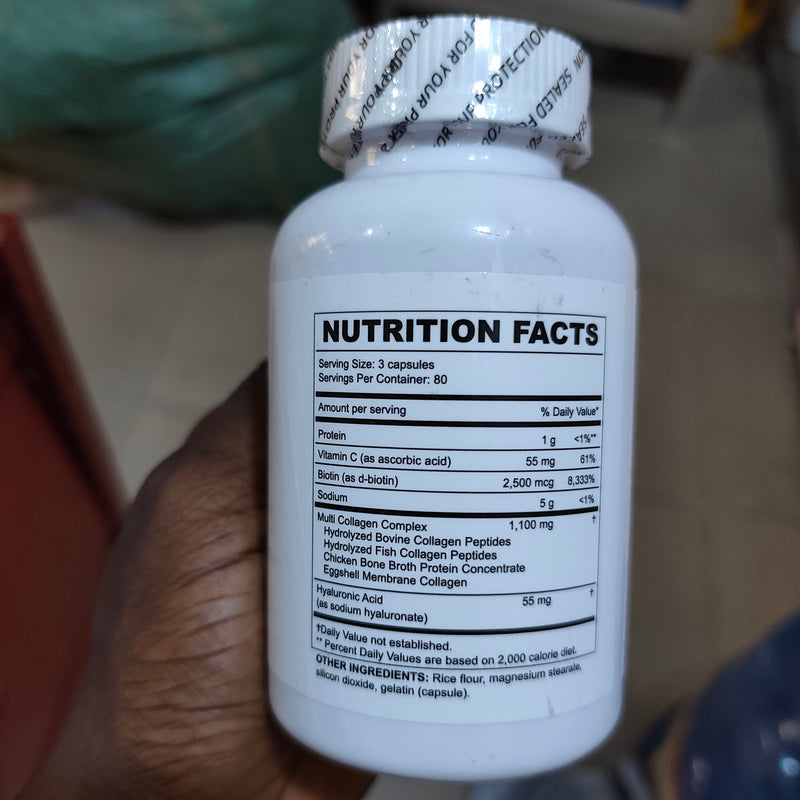 SEALED FOR YOUR PROTECTION
NUTRITION FACTS
Serving Size: 3 capsules
Servings Per Container: 80
Amount per serving % Daily Value*
Protein 1 g <1%**
Vitamin C (as ascorbic acid) 55 mg 61%
Biotin (as d-biotin) 2,500 mcg 8,333%
Sodium 5 g <1%
Multi Collagen Complex 1,100 mg †
Hydrolyzed Bovine Collagen Peptides
Hydrolyzed Fish Collagen Peptides
Chicken Bone Broth Protein Concentrate
Eggshell Membrane Collagen
Hyaluronic Acid 55 mg †
(as sodium hyaluronate)
†Daily Value not established.
** Percent Daily Values are based on 2,000 calorie diet.
OTHER INGREDIENTS: Rice flour, magnesium stearate,
silicon dioxide, gelatin (capsule).